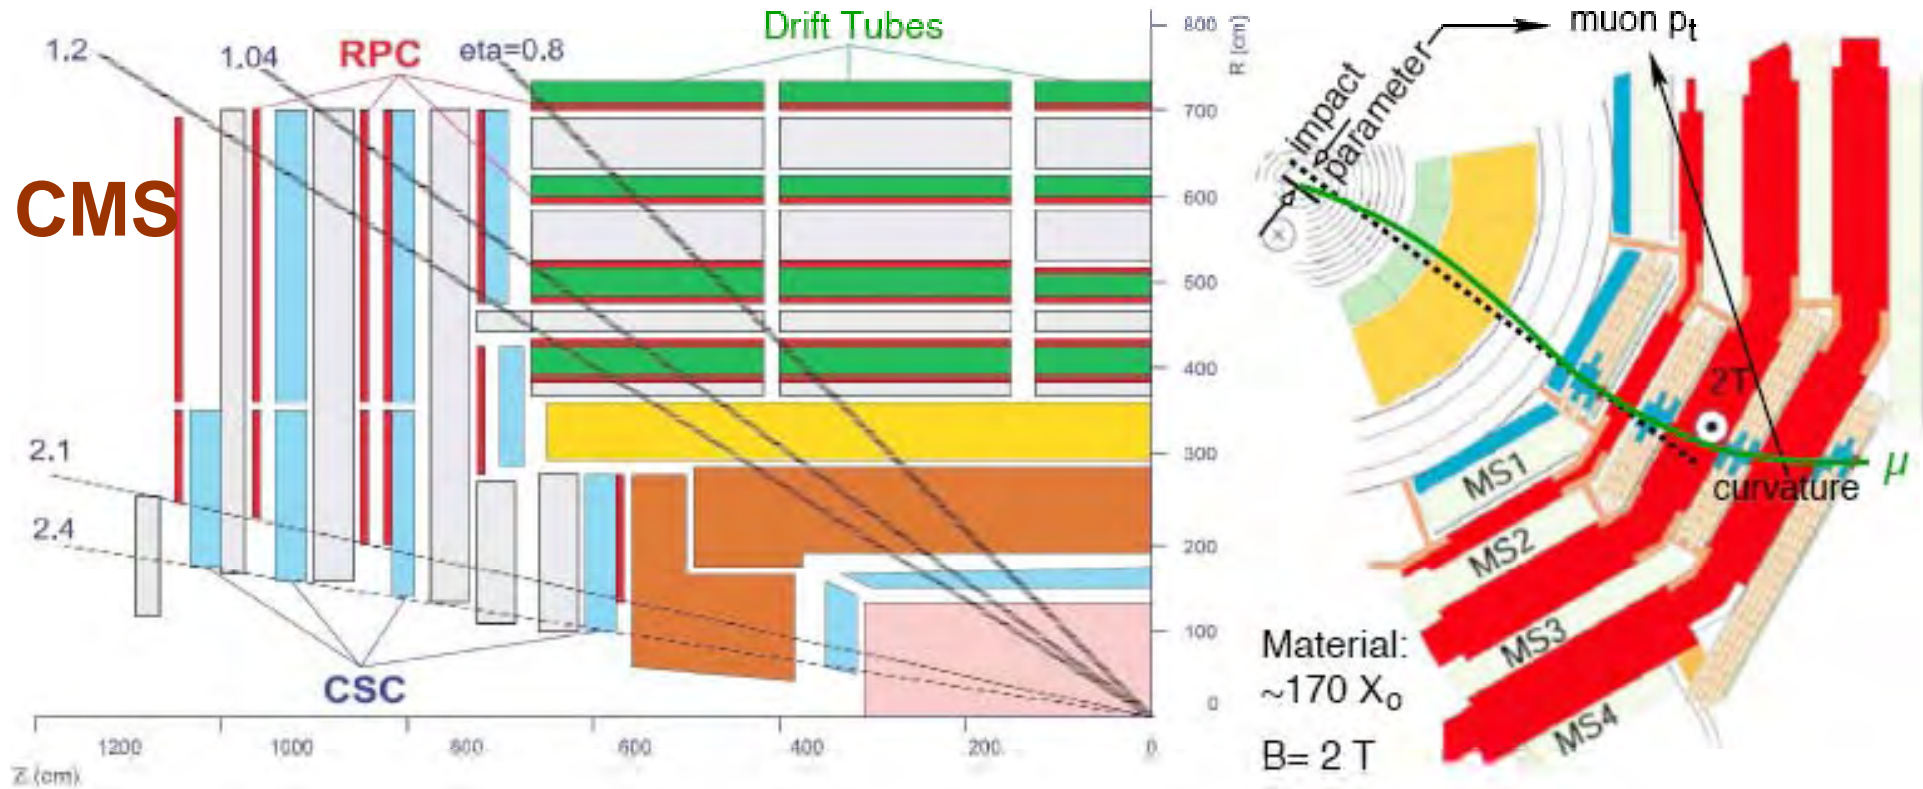 Drift Tubes
1.2
1.04
RPC
eta=0.8
CMS
2.1
2.4
CSC
800
700
600
500
400
300
200
100
0
R [cm]
1200
1000
800
600
400
200
0
Z (cm)
muon pt
impact
parameter
2T
μ
curvature
MS1
MS2
MS3
MS4
Material:
~170 X0
B= 2 T